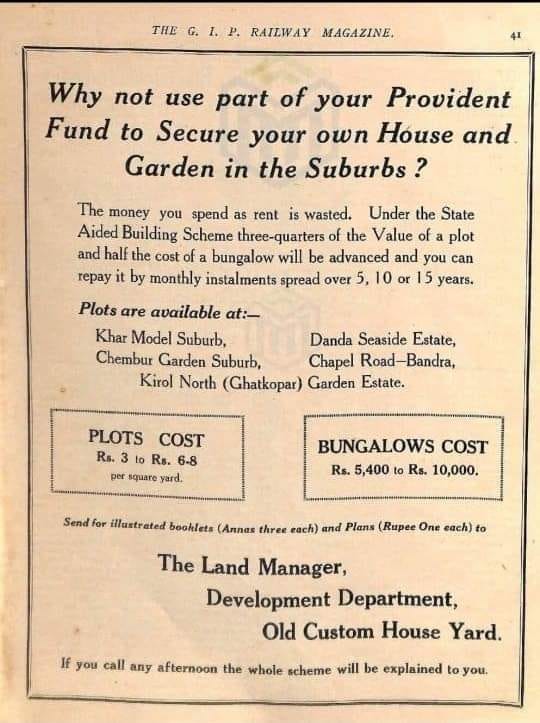 THE G. I. P. RAILWAY MAGAZINE.
41
Why not use part of your Provident
Fund to Secure your own House and
Garden in the Suburbs ?
The money you spend as rent is wasted. Under the State
Aided Building Scheme three-quarters of the Value of a plot
and half the cost of a bungalow will be advanced and you can
repay it by monthly instalments spread over 5, 10 or 15 years.
Plots are available at:—
Khar Model Suburb, Danda Seaside Estate,
Chembur Garden Suburb, Chapel Road—Bandra,
Kirol North (Ghatkopar) Garden Estate.
PLOTS COST
Rs. 3 to Rs. 6-8
per square yard.
BUNGALOWS COST
Rs. 5,400 to Rs. 10,000.
Send for illustrated booklets (Annas three each) and Plans (Rupee One each) to
The Land Manager,
Development Department,
Old Custom House Yard.
If you call any afternoon the whole scheme will be explained to you.